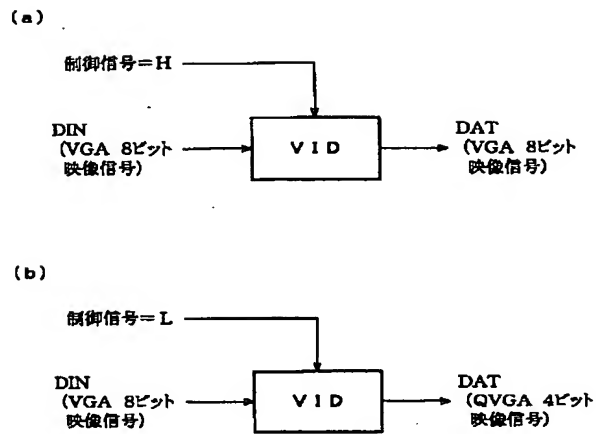 (a)
制御信号=H
DIN
(VGA 8ビット
映像信号)
VID
DAT
(VGA 8ビット
映像信号)
(b)
制御信号=L
DIN
(VGA 8ビット
映像信号)
VID
DAT
(QVGA 4ビット
映像信号)